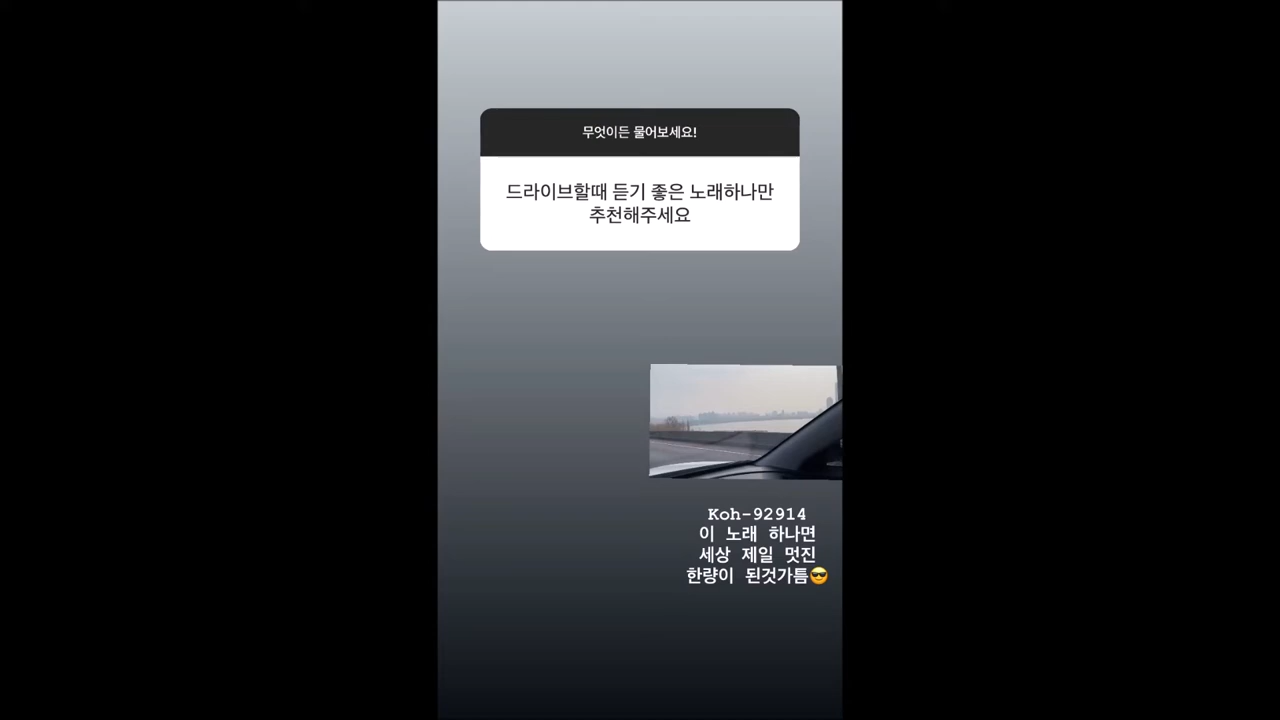 무엇이든 물어보세요!
드라이브할때 듣기 좋은 노래하나만
추천해주세요
Koh-92914
이 노래 하나면
세상 제일 멋진
한량이 된것가틈😎